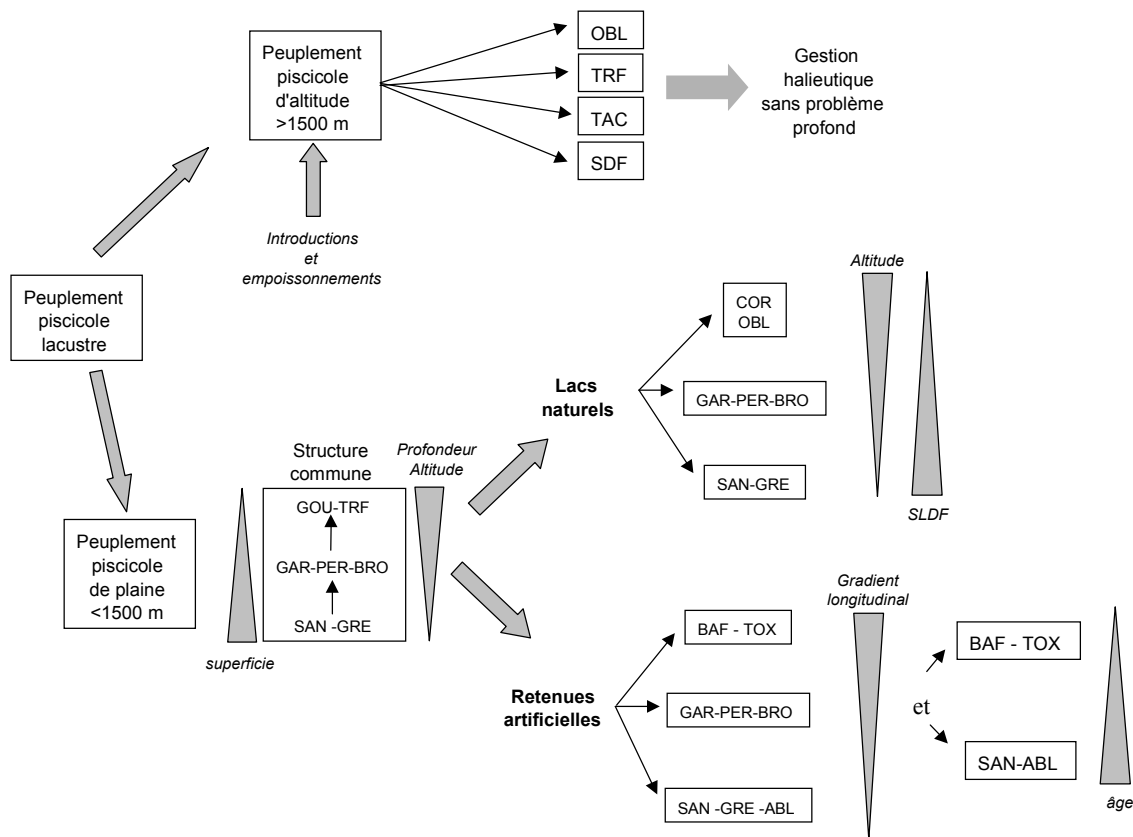 Peuplement
piscicole
d'altitude
>1500 m
OBL
TRF
TAC
SDF
Gestion
halieutique
sans problème
profond
Introductions
et
empoissonnements
Peuplement
piscicole
lacustre
Peuplement
piscicole
de plaine
<1500 m
superficie
Structure
commune
GOU-TRF
GAR-PER-BRO
SAN -GRE
Profondeur
Altitude
Lacs
naturels
COR
OBL
GAR-PER-BRO
SAN-GRE
Altitude
SLDF
Retenues
artificielles
BAF - TOX
GAR-PER-BRO
SAN -GRE -ABL
Gradient
longitudinal
BAF - TOX
et
SAN-ABL
âge